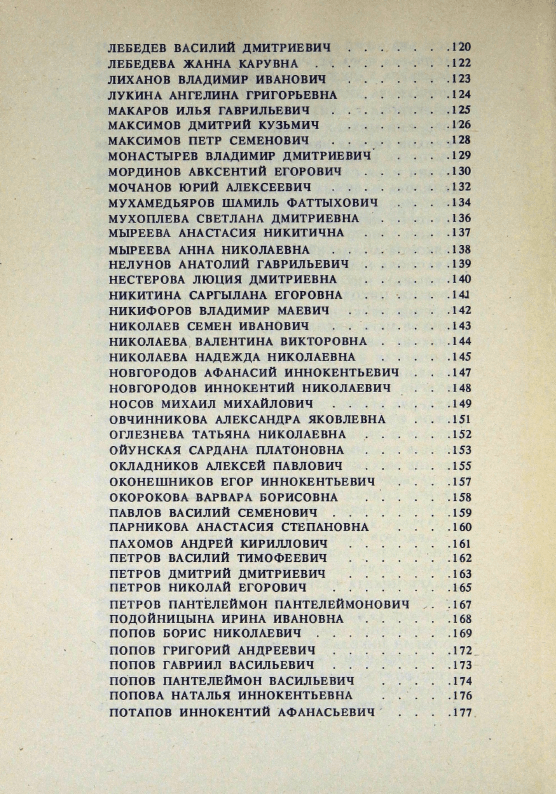 ЛЕБЕДЕВ ВАСИЛИЙ ДМИТРИЕВИЧ . . . . . . .120
ЛЕБЕДЕВА ЖАННА КАРУВНА . . . . . . . . .122
ЛИХАНОВ ВЛАДИМИР ИВАНОВИЧ . . . . . . .123
ЛУКИНА АНГЕЛИНА ГРИГОРЬЕВНА . . . . . .124
МАКАРОВ ИЛЬЯ ГАВРИЛЬЕВИЧ . . . . . . . .125
МАКСИМОВ ДМИТРИЙ КУЗЬМИЧ . . . . . . .126
МАКСИМОВ ПЕТР СЕМЕНОВИЧ . . . . . . . .128
МОНАСТЫРЕВ ВЛАДИМИР ДМИТРИЕВИЧ . . . .129
МОРДИНОВ АВКСЕНТИЙ ЕГОРОВИЧ . . . . . .130
МОЧАНОВ ЮРИЙ АЛЕКСЕЕВИЧ . . . . . . . .132
МУХАМЕДЬЯРОВ ШАМИЛЬ ФАТТЫХОВИЧ . . . .134
МУХОПЛЕВА СВЕТЛАНА ДМИТРИЕВНА . . . . .136
МЫРЕЕВА АНАСТАСИЯ НИКИТИЧНА . . . . . .137
МЫРЕЕВА АННА НИКОЛАЕВНА . . . . . . . .138
НЕЛУНОВ АНАТОЛИЙ ГАВРИЛЬЕВИЧ . . . . . .139
НЕСТЕРОВА ЛЮЦИЯ ДМИТРИЕВНА . . . . . .140
НИКИТИНА САРГЫЛАНА ЕГОРОВНА . . . . . .141
НИКИФОРОВ ВЛАДИМИР МАЕВИЧ . . . . . . .142
НИКОЛАЕВ СЕМЕН ИВАНОВИЧ . . . . . . . .143
НИКОЛАЕВА ВАЛЕНТИНА ВИКТОРОВНА . . . . .144
НИКОЛАЕВА НАДЕЖДА НИКОЛАЕВНА . . . . .145
НОВГОРОДОВ АФАНАСИЙ ИННОКЕНТЬЕВИЧ . . .147
НОВГОРОДОВ ИННОКЕНТИЙ НИКОЛАЕВИЧ . . . .148
НОСОВ МИХАИЛ МИХАЙЛОВИЧ . . . . . . . .149
ОВЧИННИКОВА АЛЕКСАНДРА ЯКОВЛЕВНА . . . .151
ОГЛЕЗНЕВА ТАТЬЯНА НИКОЛАЕВНА . . . . . .152
ОЙУНСКАЯ САРДАНА ПЛАТОНОВНА . . . . . .153
ОКЛАДНИКОВ АЛЕКСЕЙ ПАВЛОВИЧ . . . . . .155
ОКОНЕШНИКОВ ЕГОР ИННОКЕНТЬЕВИЧ . . . . .157
ОКОРОКОВА ВАРВАРА БОРИСОВНА . . . . . .158
ПАВЛОВ ВАСИЛИЙ СЕМЕНОВИЧ . . . . . . . .159
ПАРНИКОВА АНАСТАСИЯ СТЕПАНОВНА . . . . .160
ПАХОМОВ АНДРЕЙ КИРИЛЛОВИЧ . . . . . . .161
ПЕТРОВ ВАСИЛИЙ ТИМОФЕЕВИЧ . . . . . . .162
ПЕТРОВ ДМИТРИЙ ДМИТРИЕВИЧ . . . . . . .163
ПЕТРОВ НИКОЛАЙ ЕГОРОВИЧ . . . . . . . .165
ПЕТРОВ ПАНТЕЛЕЙМОН ПАНТЕЛЕЙМОНОВИЧ . . .167
ПОДОЙНИЦЫНА ИРИНА ИВАНОВНА . . . . . .168
ПОПОВ БОРИС НИКОЛАЕВИЧ . . . . . . . . .169
ПОПОВ ГРИГОРИЙ АНДРЕЕВИЧ . . . . . . . .172
ПОПОВ ГАВРИИЛ ВАСИЛЬЕВИЧ . . . . . . . .173
ПОПОВ ПАНТЕЛЕЙМОН ВАСИЛЬЕВИЧ . . . . .174
ПОПОВА НАТАЛЬЯ ИННОКЕНТЬЕВНА . . . . . .176
ПОТАПОВ ИННОКЕНТИЙ АФАНАСЬЕВИЧ . . . .177